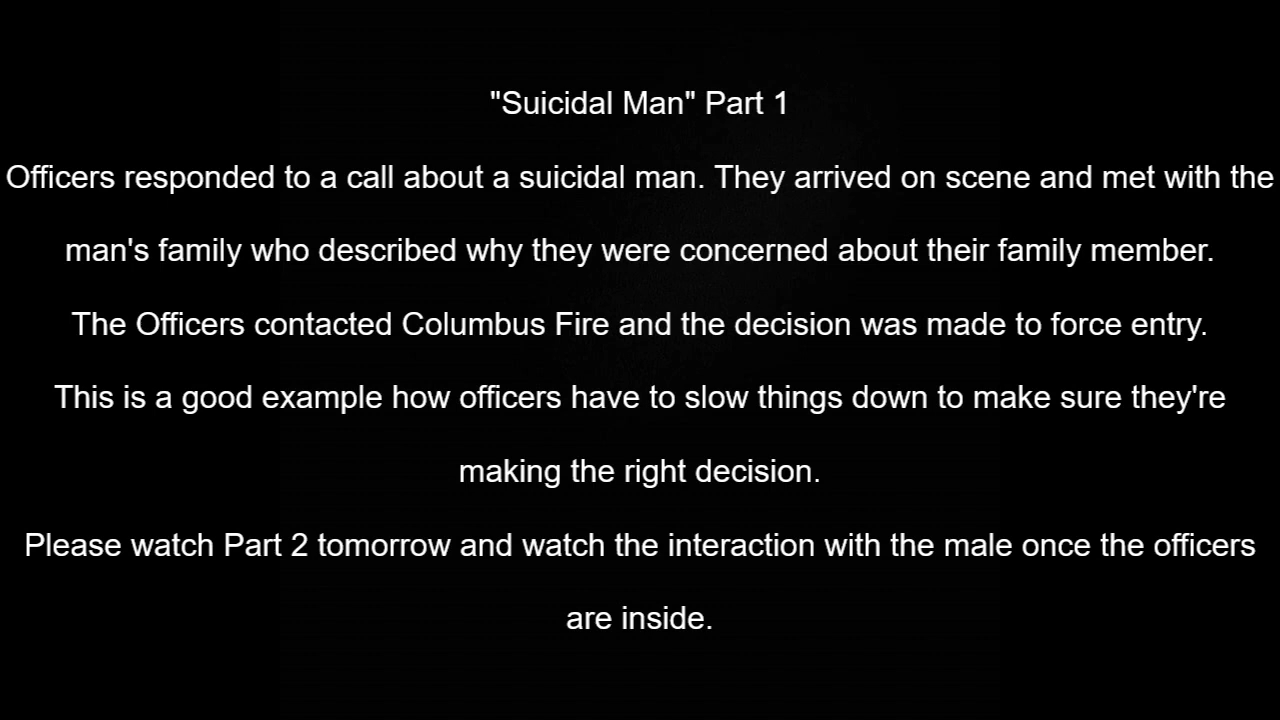 "Suicidal Man" Part 1
Officers responded to a call about a suicidal man. They arrived on scene and met with the
man's family who described why they were concerned about their family member.
The Officers contacted Columbus Fire and the decision was made to force entry.
This is a good example how officers have to slow things down to make sure they're
making the right decision.
Please watch Part 2 tomorrow and watch the interaction with the male once the officers
are inside.